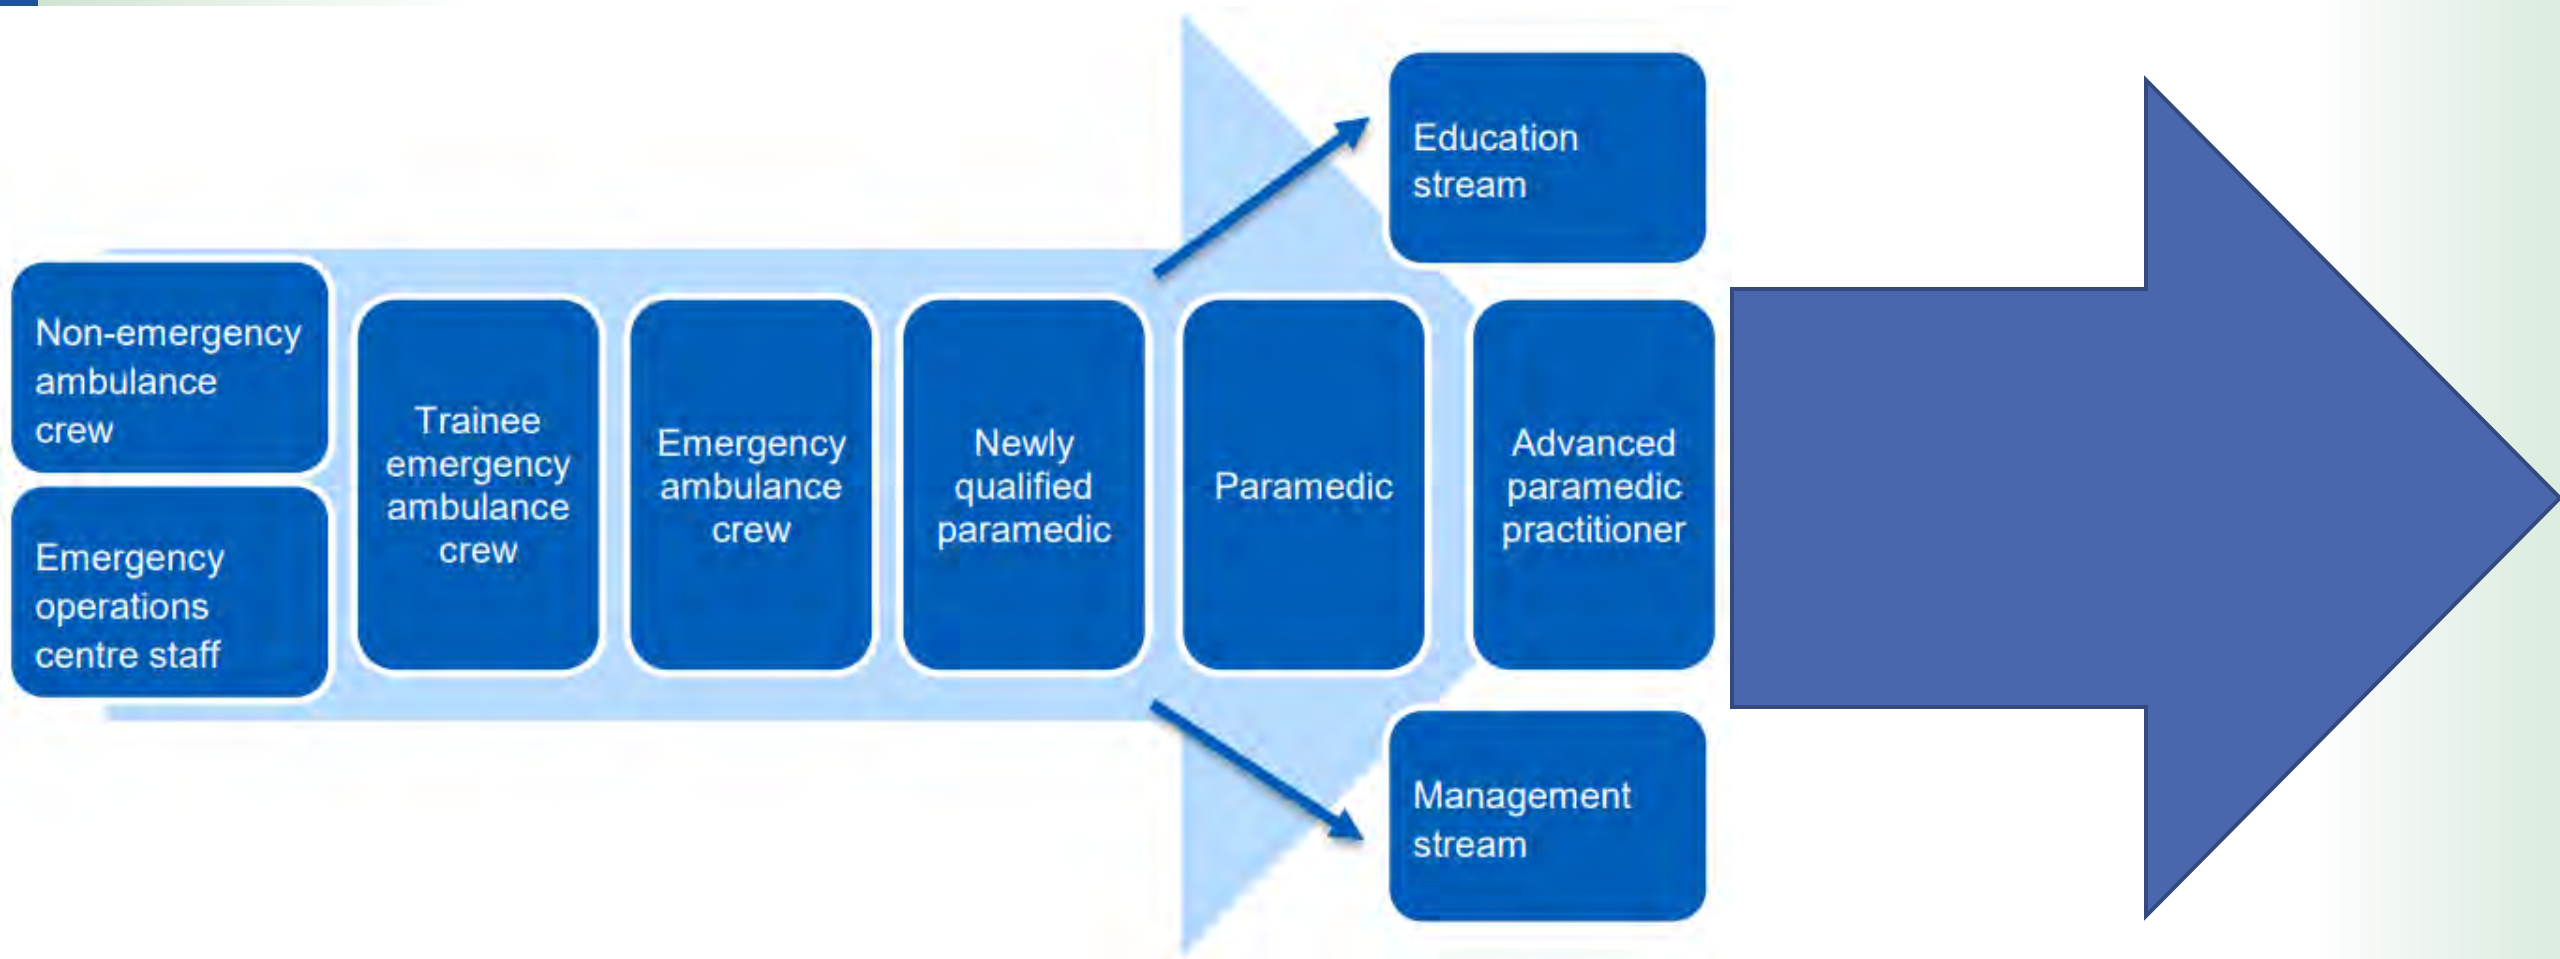 Non-emergency
ambulance
crew
Emergency
operations
centre staff
Trainee
emergency
ambulance
crew
Emergency
ambulance
crew
Newly
qualified
paramedic
Paramedic
Education
stream
Advanced
paramedic
practitioner
Management
stream